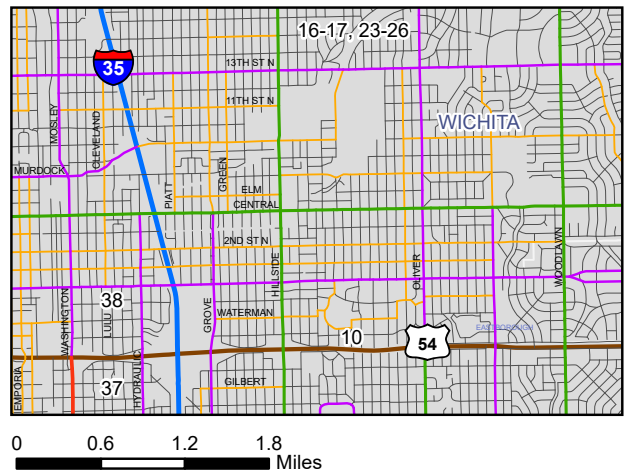 16-17, 23-26
13TH ST N
35
11TH ST N
MOSLEY
CLEVELAND
WICHITA
MURDOCK
PIATT
GREEN
ELM
CENTRAL
2ND ST N
HILLSIDE
OLIVER
WOODLAWN
WASHINGTON
38
LULU
GROVE
WATERMAN
EASTBOROUGH
10
54
EMPORIA
37
HYDRAULIC
GILBERT
0 0.6 1.2 1.8
Miles